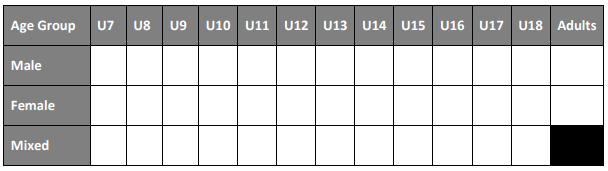 Age Group U7 U8 U9 U10 U11 U12 U13 U14 U15 U16 U17 U18 Adults
Male
Female
Mixed